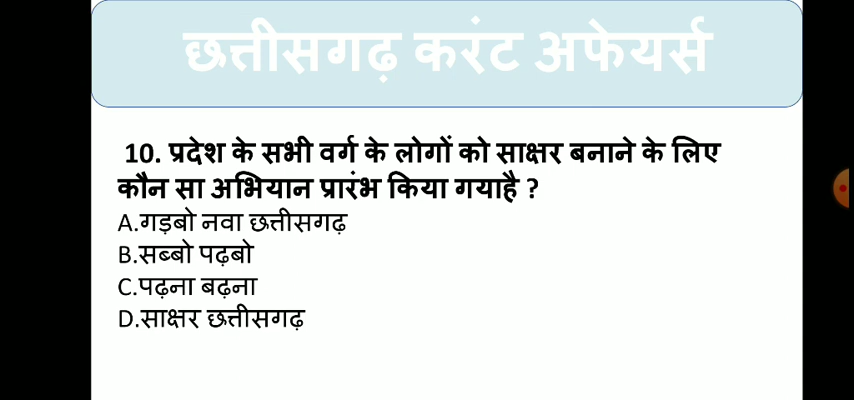 छत्तीसगढ़ करंट अफेयर्स
10. प्रदेश के सभी वर्ग के लोगों को साक्षर बनाने के लिए
कौन सा अभियान प्रारंभ किया गयाहै ?
A.गड़बो नवा छत्तीसगढ़
B.सब्बो पढ़बो
C.पढ़ना बढ़ना
D.साक्षर छत्तीसगढ़